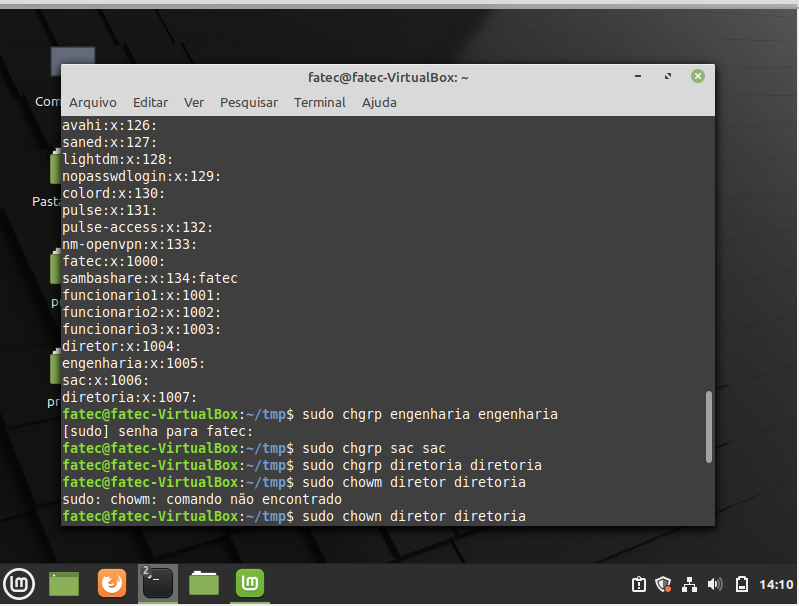 fatec@fatec-VirtualBox: ~
Com
Arquivo Editar Ver Pesquisar Terminal Ajuda
avahi:x:126:
saned:x:127:
lightdm:x:128:
nopasswdlogin:x:129:
colord:x:130:
Pasta
pulse:x:131:
pulse-access:x:132:
nm-openvpn:x:133:
fatec:x:1000:
sambashare:x:134:fatec
funcionario1:x:1001:
pr
funcionario2:x:1002:
funcionario3:x:1003:
diretor:x:1004:
engenharia:x:1005:
sac:x:1006:
diretoria:x:1007:
pr
fatec@fatec-VirtualBox:~/tmp$ sudo chgrp engenharia engenharia
[sudo] senha para fatec:
fatec@fatec-VirtualBox:~/tmp$ sudo chgrp sac sac
fatec@fatec-VirtualBox:~/tmp$ sudo chgrp diretoria diretoria
fatec@fatec-VirtualBox:~/tmp$ sudo chowm diretor diretoria
sudo: chowm: comando não encontrado
fatec@fatec-VirtualBox:~/tmp$ sudo chown diretor diretoria
2
14:10